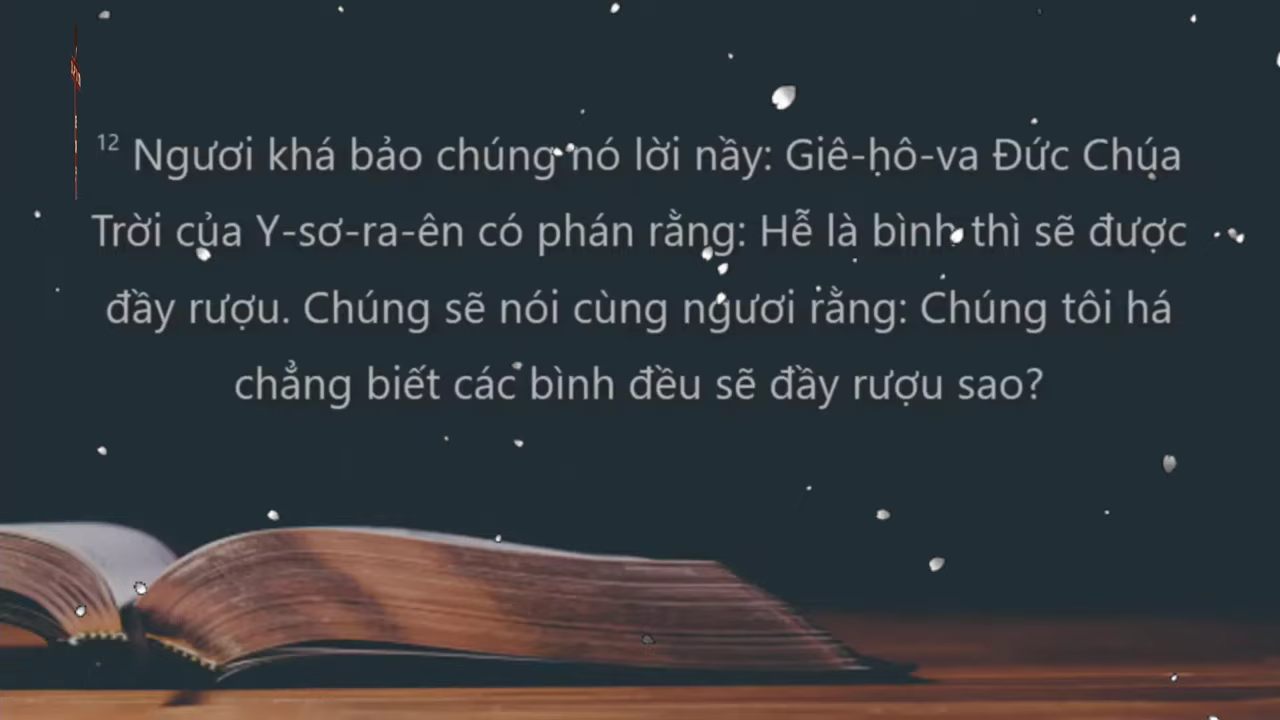 12 Ngươi khá bảo chúng nó lời nầy: Giê-hô-va Đức Chúa
Trời của Y-sơ-ra-ên có phán rằng: Hễ là bình thì sẽ được
đầy rượu. Chúng sẽ nói cùng ngươi rằng: Chúng tôi há
chẳng biết các bình đều sẽ đầy rượu sao?